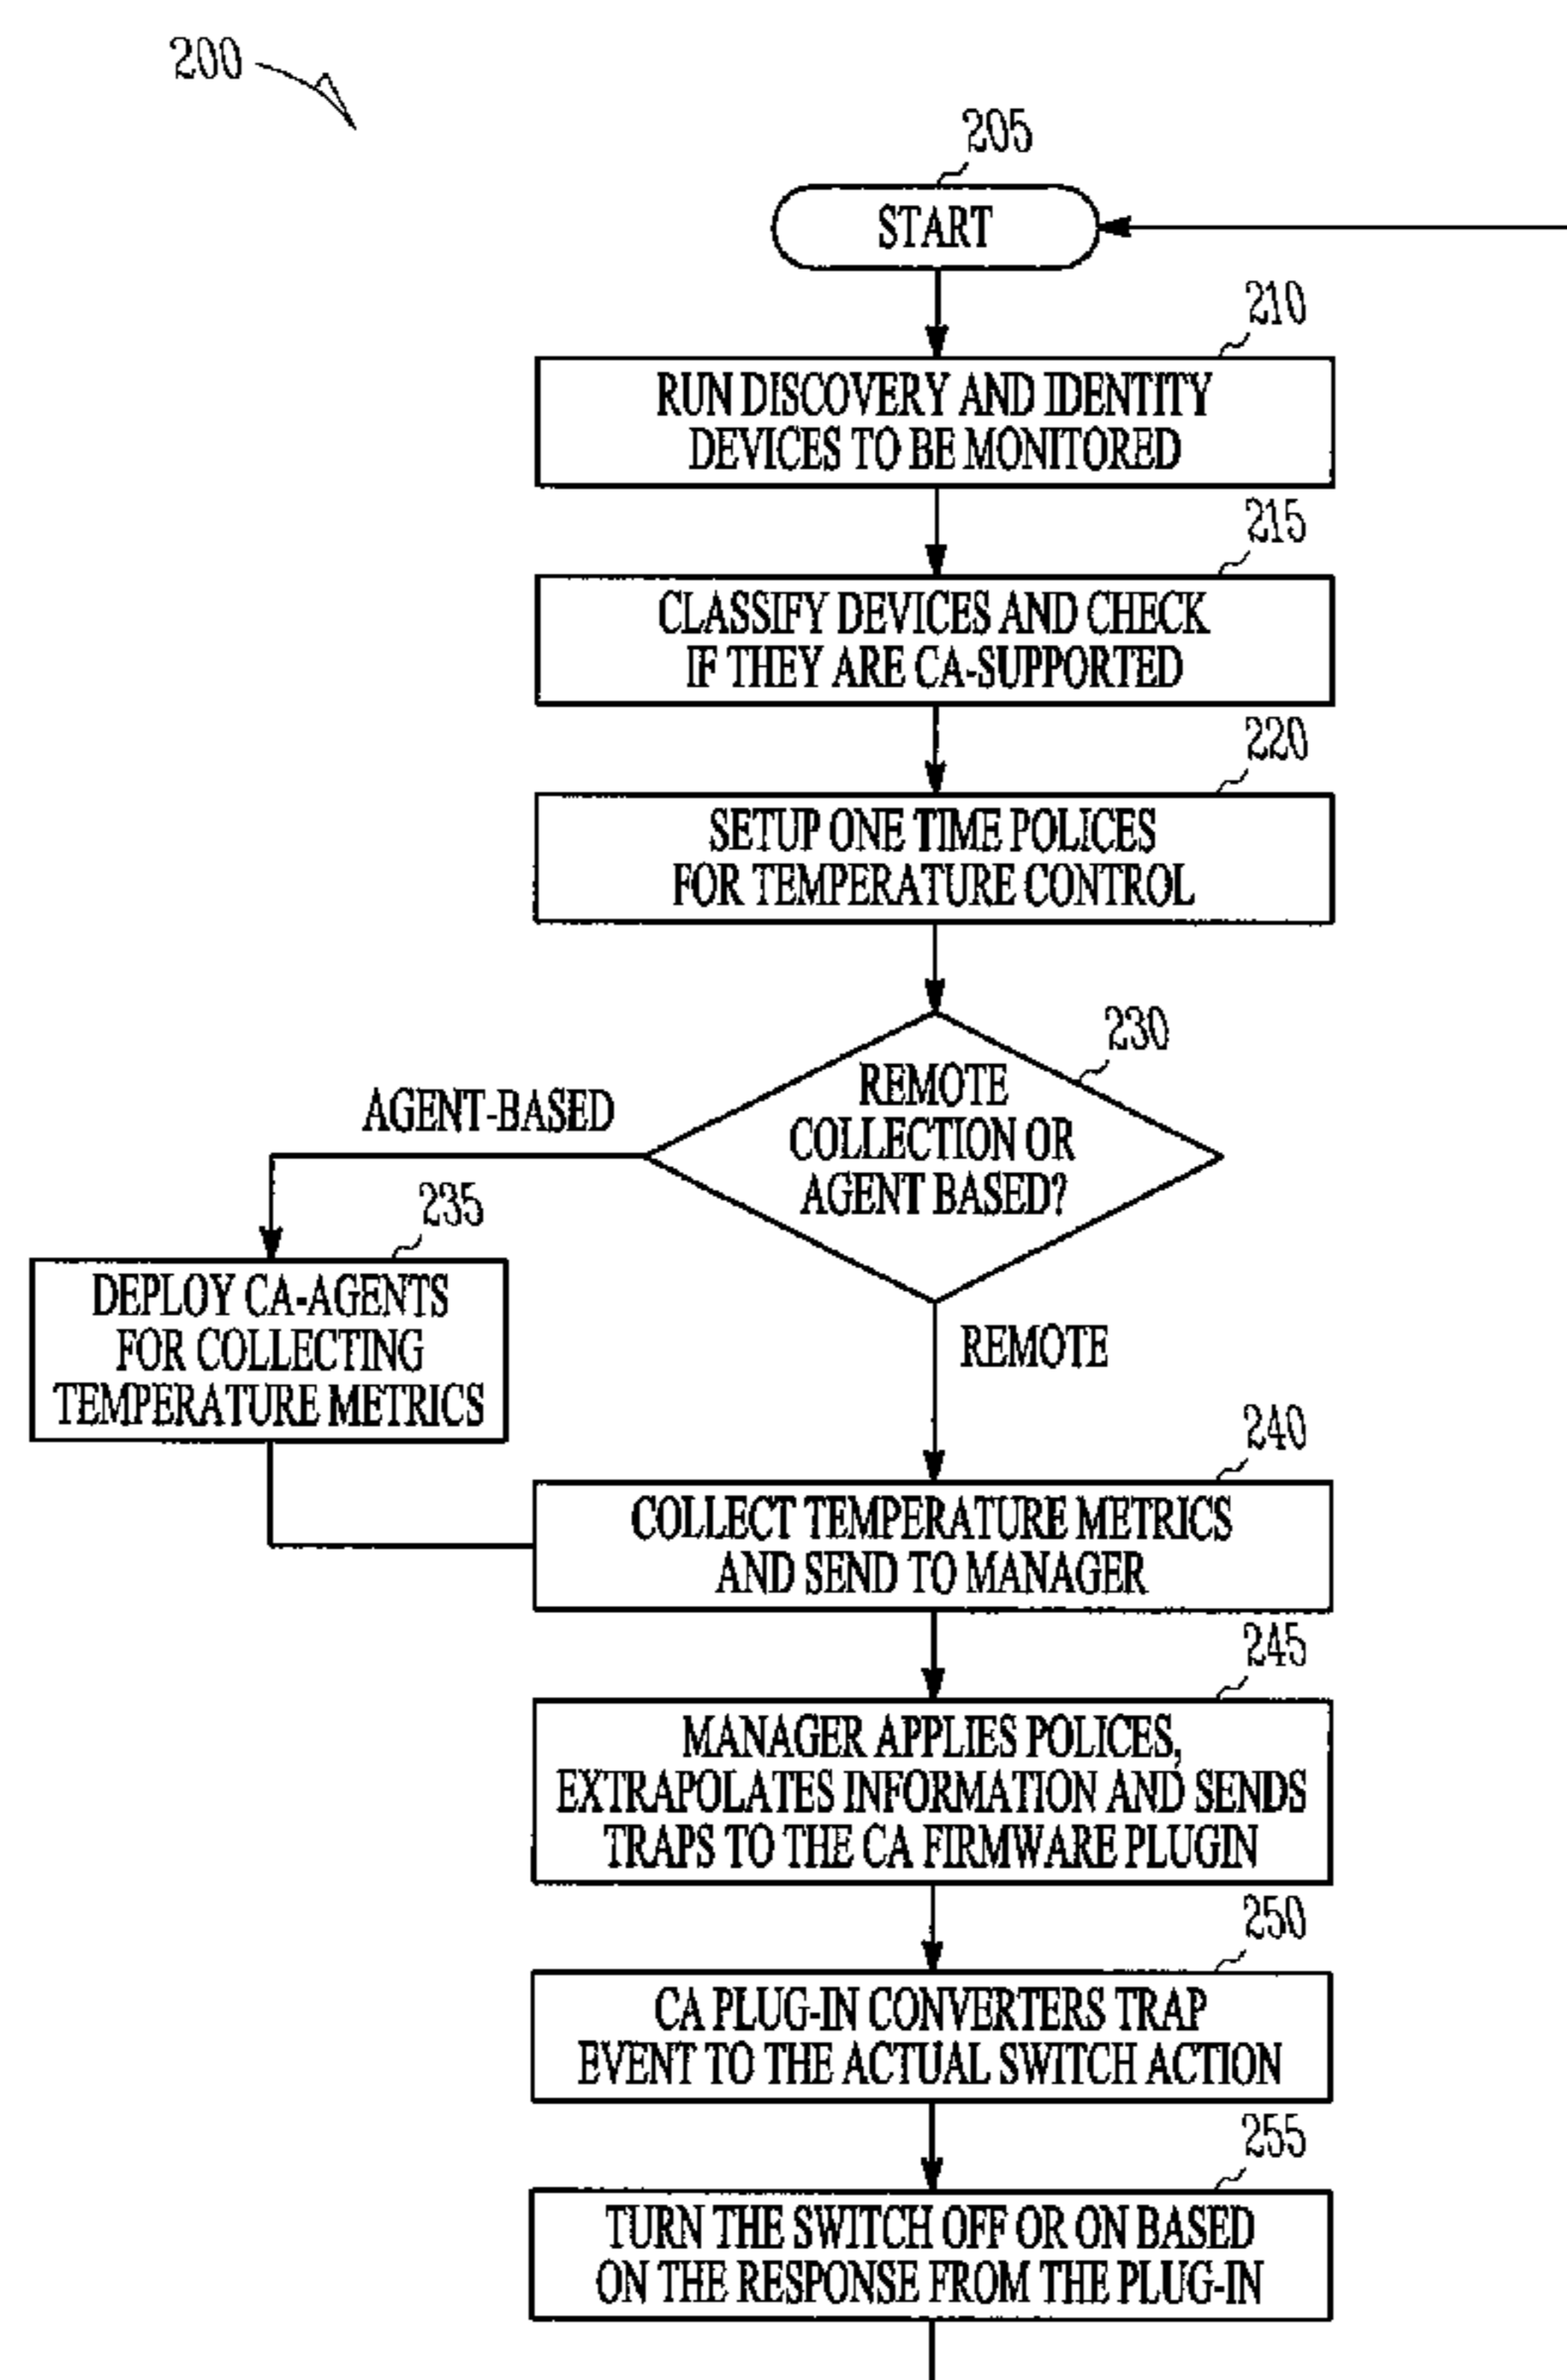 200
205
START
210
RUN DISCOVERY AND IDENTITY
DEVICES TO BE MONITORED
215
CLASSIFY DEVICES AND CHECK
IF THEY ARE CA-SUPPORTED
220
SETUP ONE TIME POLICES
FOR TEMPERATURE CONTROL
230
REMOTE
COLLECTION OR
AGENT BASED?
AGENT-BASED
235
DEPLOY CA-AGENTS
FOR COLLECTING
TEMPERATURE METRICS
REMOTE
240
COLLECT TEMPERATURE METRICS
AND SEND TO MANAGER
245
MANAGER APPLIES POLICES,
EXTRAPOLATES INFORMATION AND SENDS
TRAPS TO THE CA FIRMWARE PLUGIN
250
CA PLUG-IN CONVERTERS TRAP
EVENT TO THE ACTUAL SWITCH ACTION
255
TURN THE SWITCH OFF OR ON BASED
ON THE RESPONSE FROM THE PLUG-IN